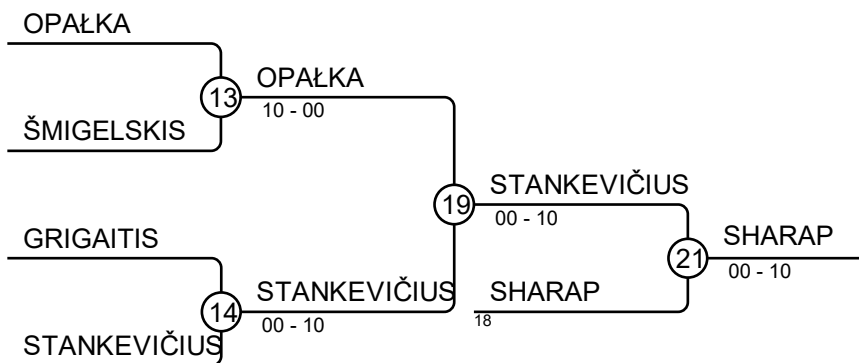 OPAŁKA
13
OPAŁKA
10 - 00
ŠMIGELSKIS
19
STANKEVIČIUS
00 - 10
GRIGAITIS
21
SHARAP
00 - 10
14
STANKEVIČIUS
00 - 10
SHARAP
18
STANKEVIČIUS